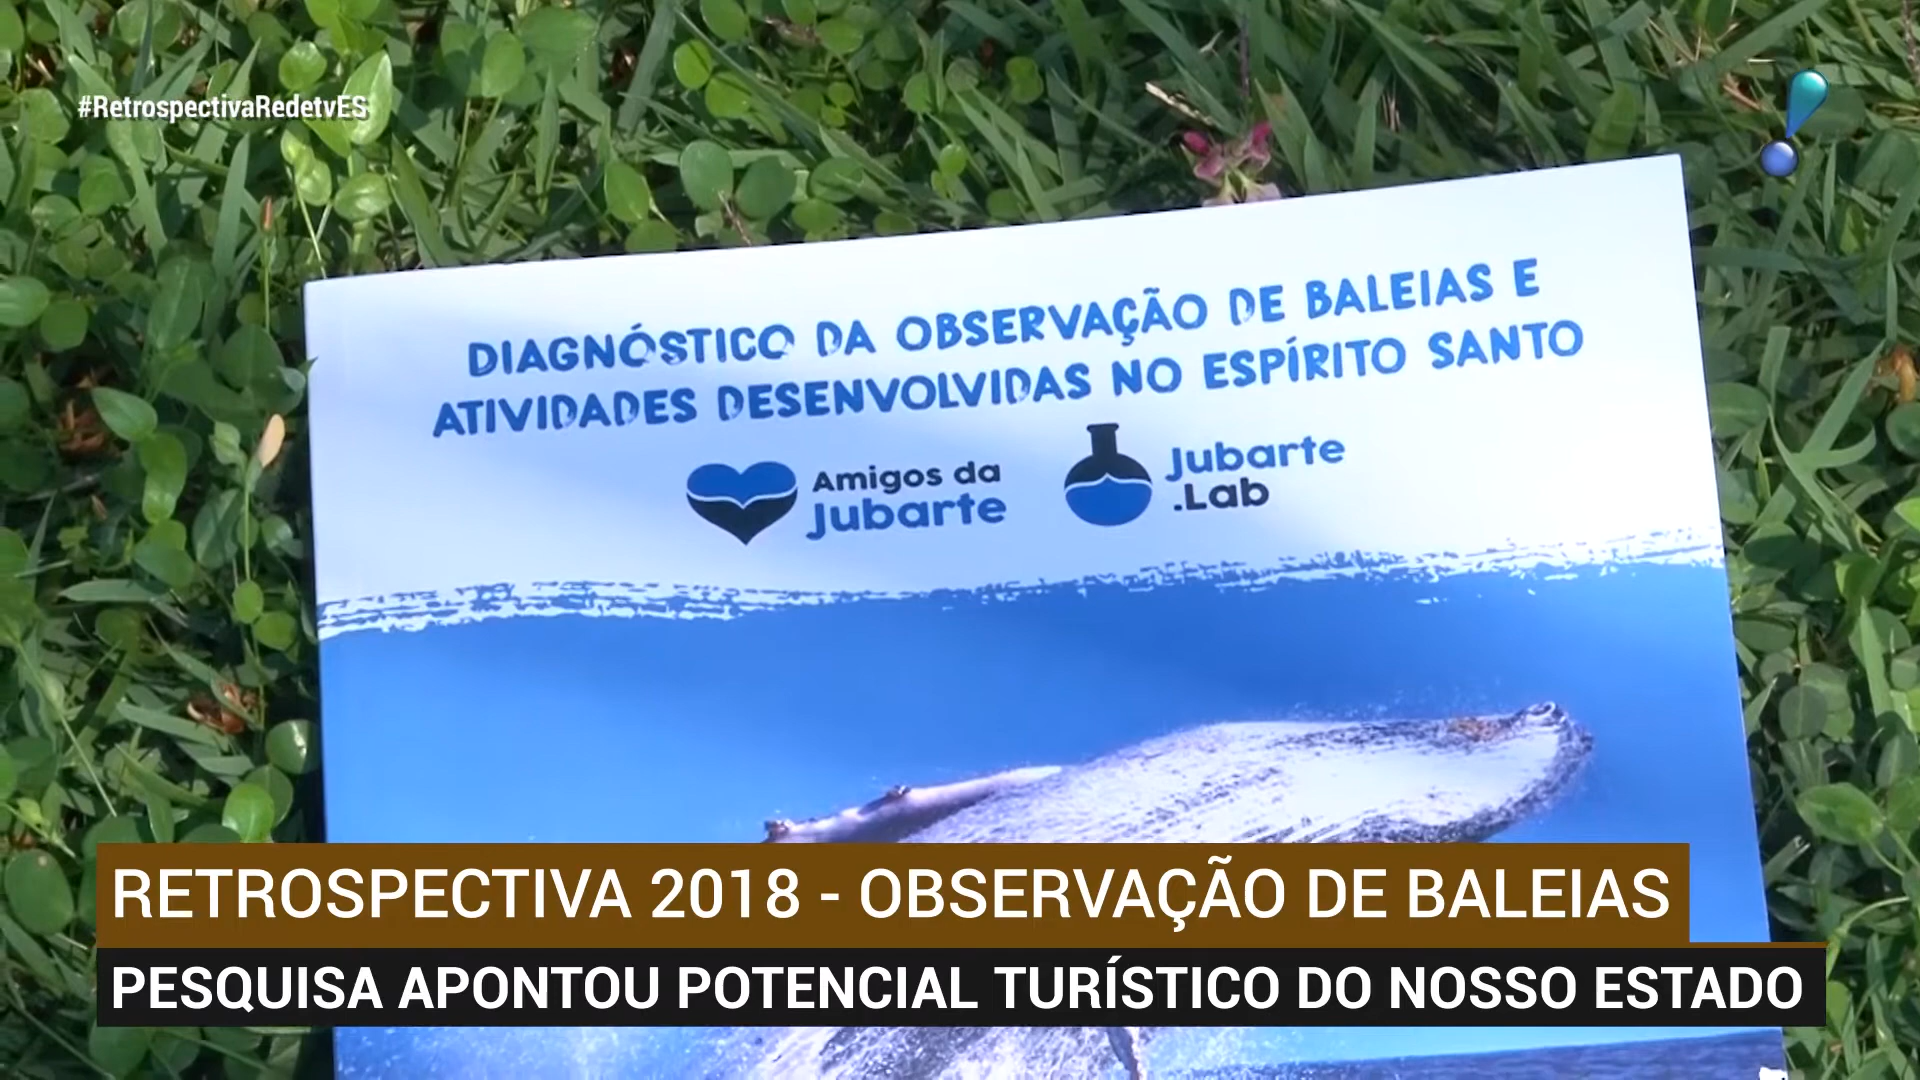 #RetrospectivaRedetvES
DIAGNÓSTICO DA OBSERVAÇÃO DE BALEIAS E
ATIVIDADES DESENVOLVIDAS NO ESPÍRITO SANTO
Amigos da
Jubarte
Jubarte
.Lab
RETROSPECTIVA 2018 - OBSERVAÇÃO DE BALEIAS
PESQUISA APONTOU POTENCIAL TURÍSTICO DO NOSSO ESTADO